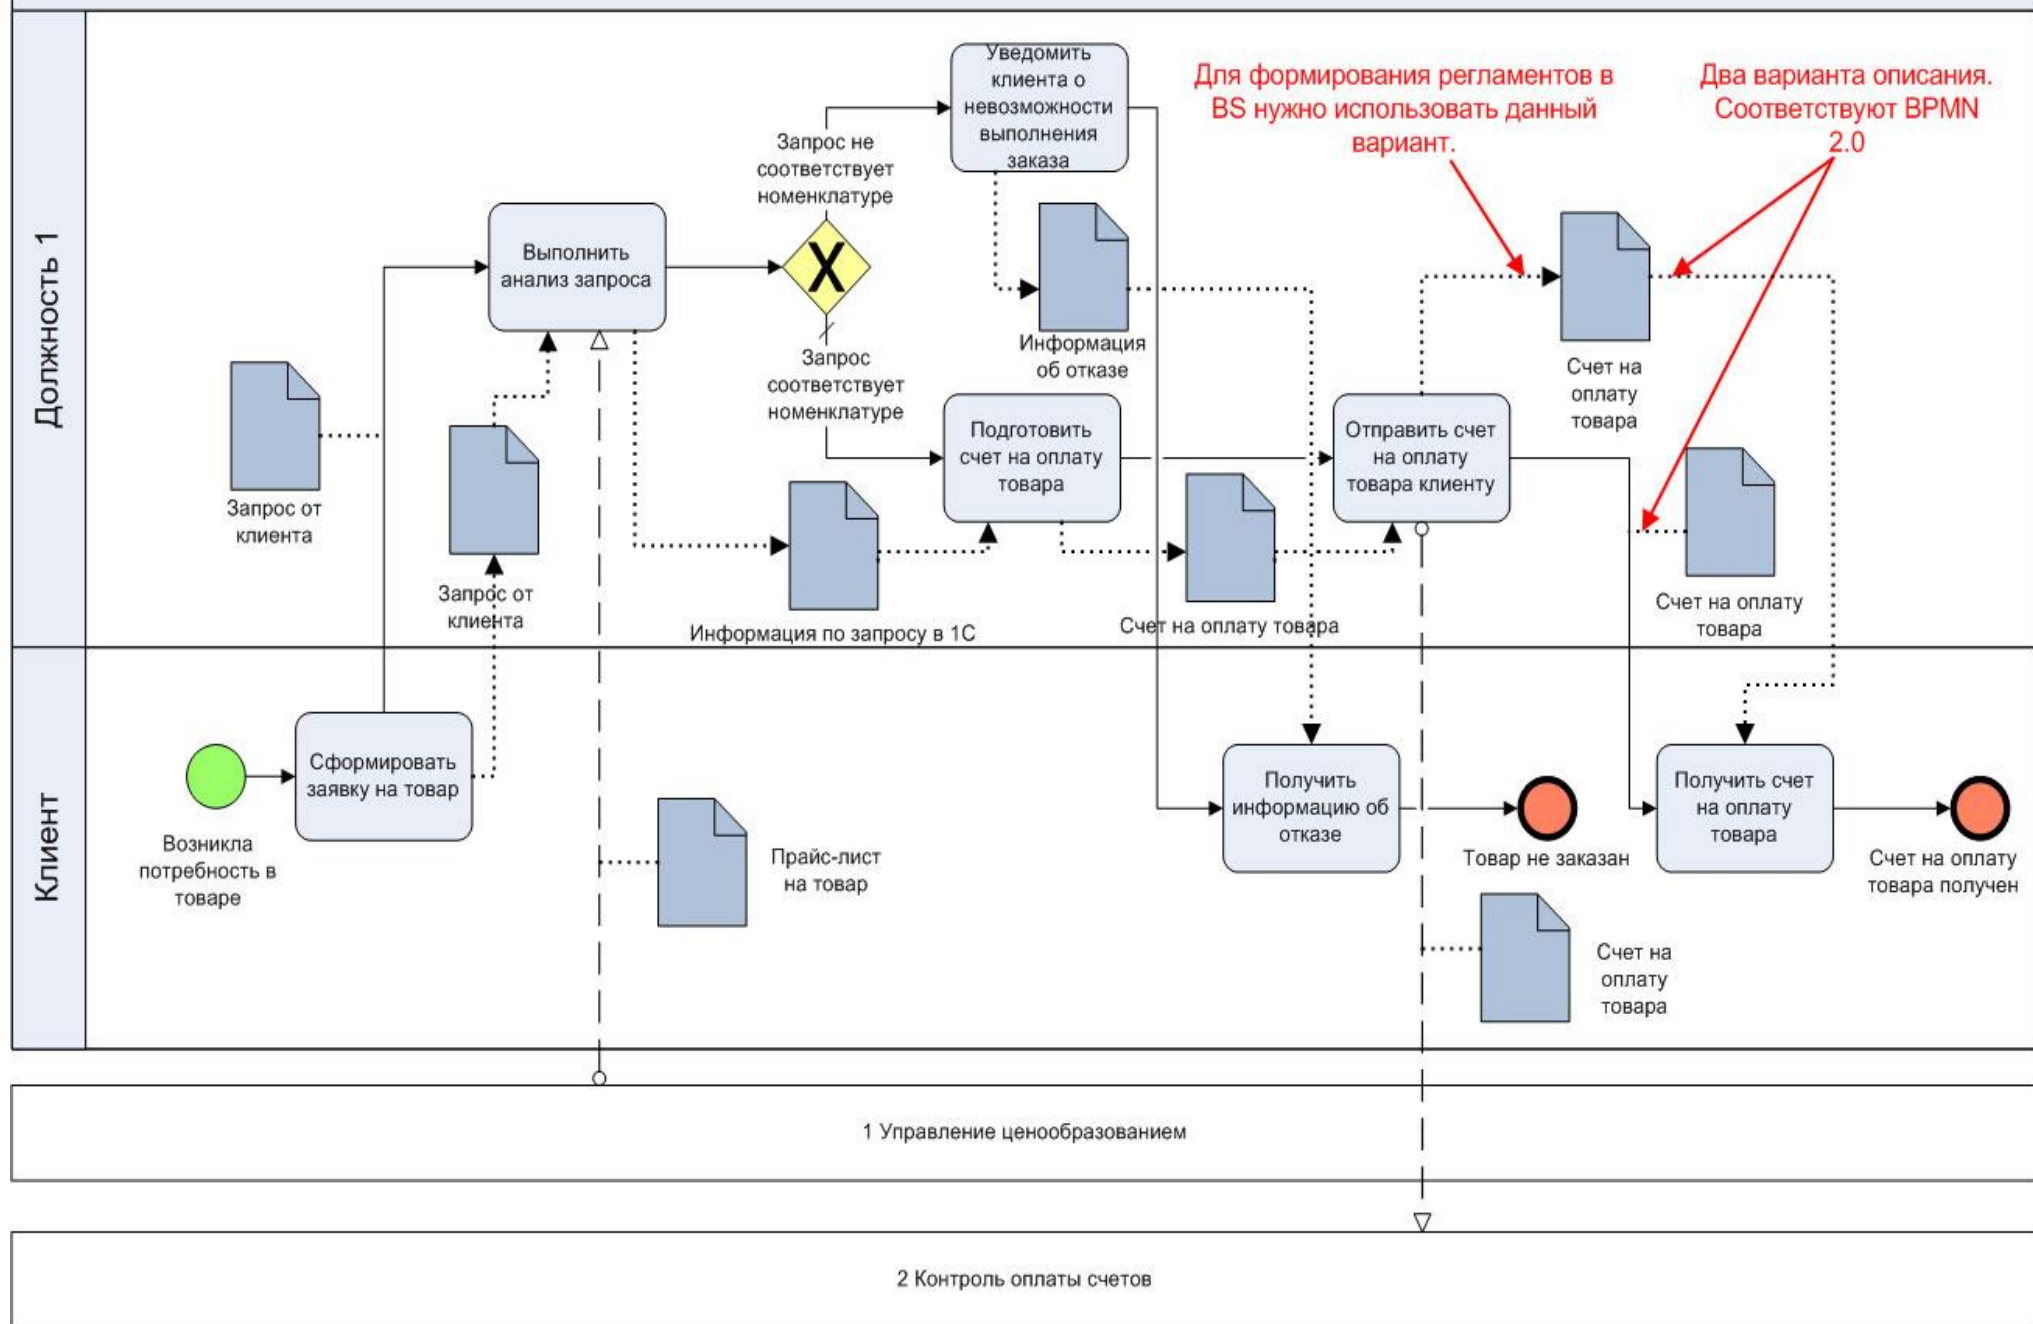 Должность 1
Уведомить
клиента о
невозможности
выполнения
заказа
Для формирования регламентов в
BS нужно использовать данный
вариант.
Два варианта описания.
Соответствуют BPMN
2.0
Запрос не
соответствует
номенклатуре
Выполнить
анализ запроса
X
Информация
об отказе
Запрос
соответствует
номенклатуре
Счет на
оплату
товара
Запрос от
клиента
Запрос от
клиента
Подготовить
счет на оплату
товара
Отправить счет
на оплату
товара клиенту
Информация по запросу в 1С
Счет на оплату товара
Счет на оплату
товара
Клиент
Возникла
потребность в
товаре
Сформировать
заявку на товар
Прайс-лист
на товар
Получить
информацию об
отказе
Товар не заказан
Получить счет
на оплату
товара
Счет на оплату
товара получен
Счет на
оплату
товара
1 Управление ценообразованием
2 Контроль оплаты счетов